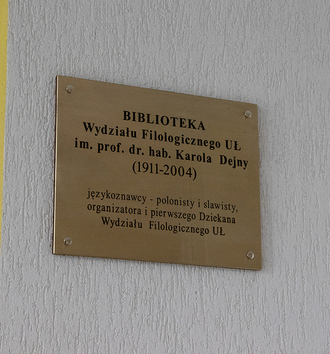 BIBLIOTEKA
Wydziału Filologicznego UŁ
im. prof. dr. hab. Karola Dejny
(1911-2004)
językoznawcy - polonisty i slawisty,
organizatora i pierwszego Dziekana
Wydziału Filologicznego UŁ